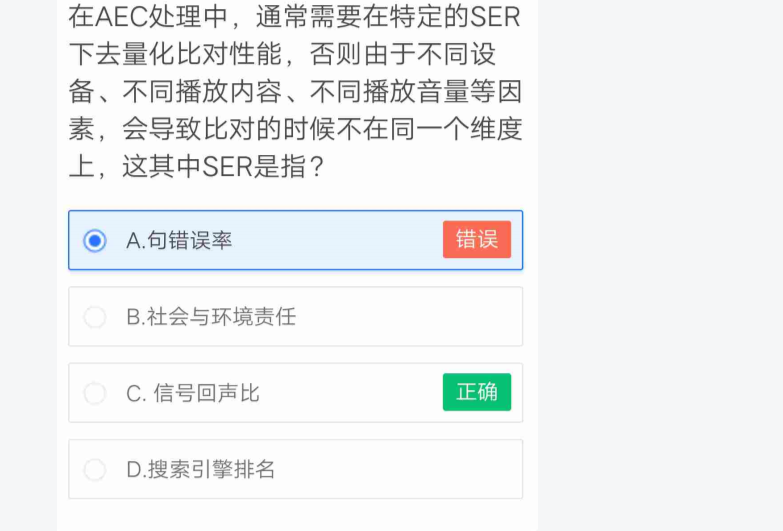 在AEC处理中，通常需要在特定的SER
下去量化比对性能，否则由于不同设
备、不同播放内容、不同播放音量等因
素，会导致比对的时候不在同一个维度
上，这其中SER是指？
A.句错误率 错误
B.社会与环境责任
C. 信号回声比 正确
D.搜索引擎排名